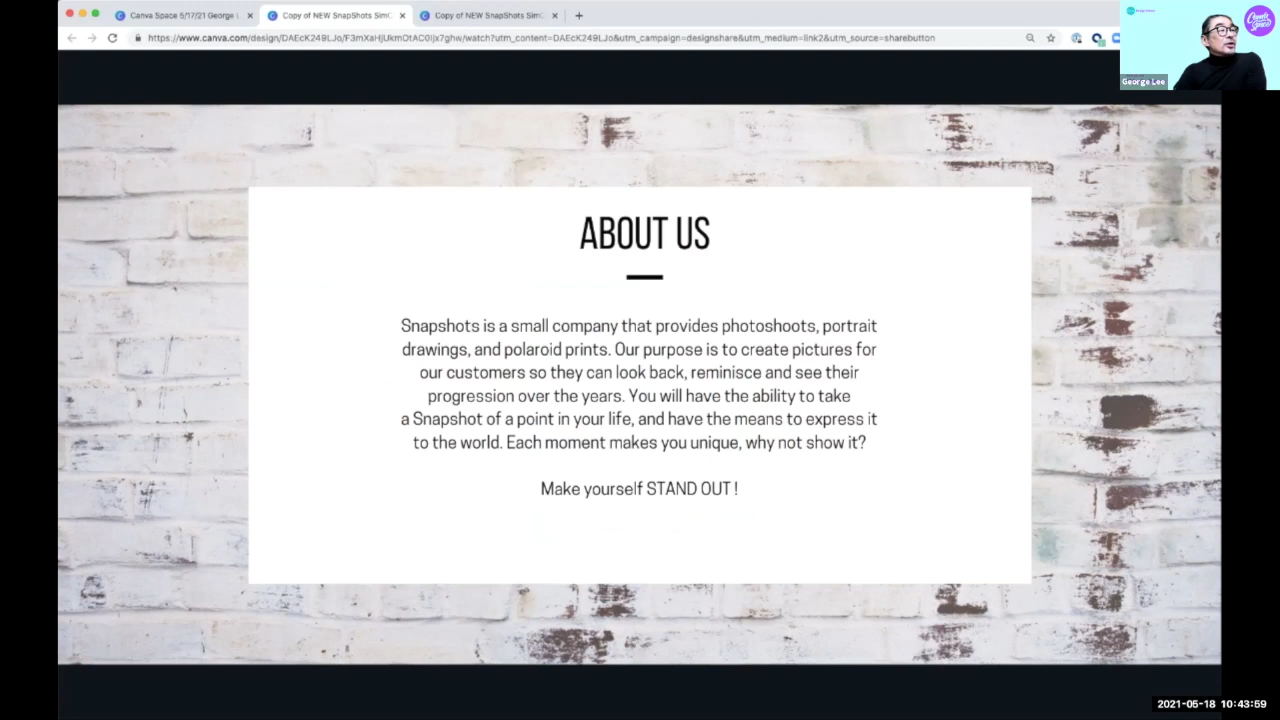 Canva Space 5/17/21 George L
Copy of NEW SnapShots SimC
Copy of NEW SnapShots SimC
https://www.canva.com/design/DAEcK249LJo/F3mXaHjUkmOtAC0ijx7ghw/watch?utm_content=DAEcK249LJo&utm_campaign=designshare&utm_medium=link2&utm_source=sharebutton
Canva Space
George Lee
ABOUT US
Snapshots is a small company that provides photoshoots, portrait
drawings, and polaroid prints. Our purpose is to create pictures for
our customers so they can look back, reminisce and see their
progression over the years. You will have the ability to take
a Snapshot of a point in your life, and have the means to express it
to the world. Each moment makes you unique, why not show it?
Make yourself STAND OUT !
2021-05-18 10:43:59